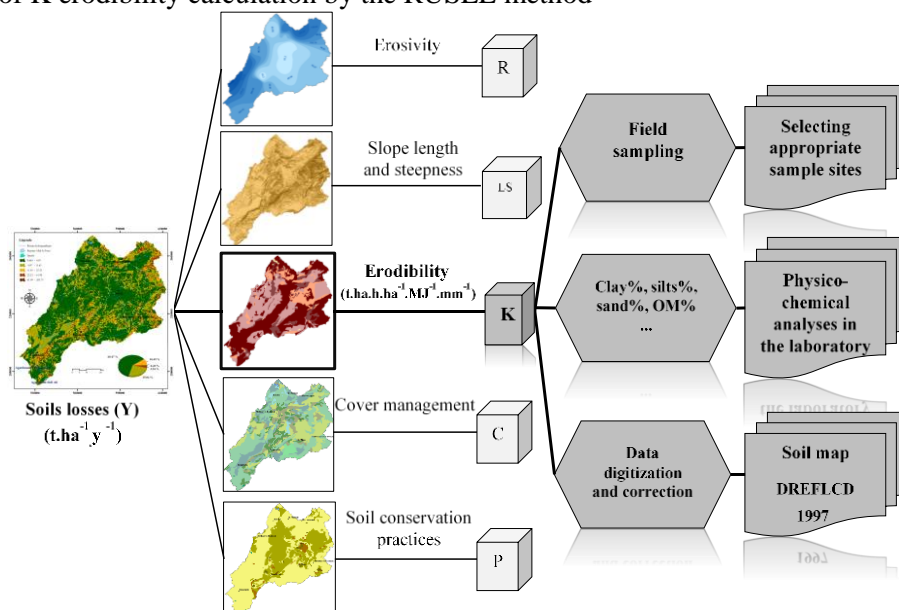 or K erodibility calculation by the RUSLE method
Erosivity
R
Slope length
and steepness
LS
Erodibility
(t.ha.h.ha⁻¹.MJ⁻¹.mm⁻¹)
K
Cover management
C
Soil conservation
practices
P
Soils losses (Y)
(t.ha⁻¹y⁻¹)
Field
sampling
Selecting
appropriate
sample sites
Clay%, silts%,
sand%, OM%
...
Physico-
chemical
analyses in
the laboratory
Data
digitization
and correction
Soil map
DREFLCD
1997